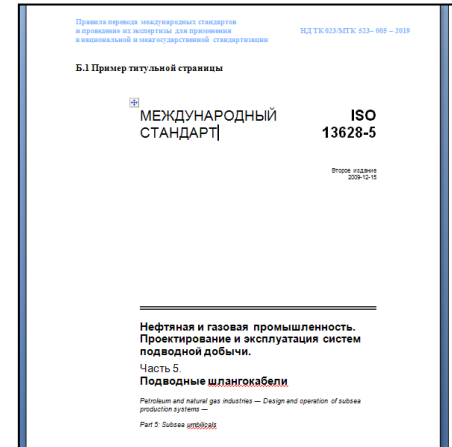 Правила перевода международных стандартов
и проведение их экспертизы для применения
в национальной и межгосударственной стандартизации
НД ТК 023/МТК 523– 005 – 2019
Б.1 Пример титульной страницы
МЕЖДУНАРОДНЫЙ
СТАНДАРТ
ISO
13628-5
Второе издание
2009-12-15
Нефтяная и газовая промышленность.
Проектирование и эксплуатация систем
подводной добычи.
Часть 5.
Подводные шлангокабели
Petroleum and natural gas industries — Design and operation of subsea
production systems —
Part 5: Subsea umbilicals